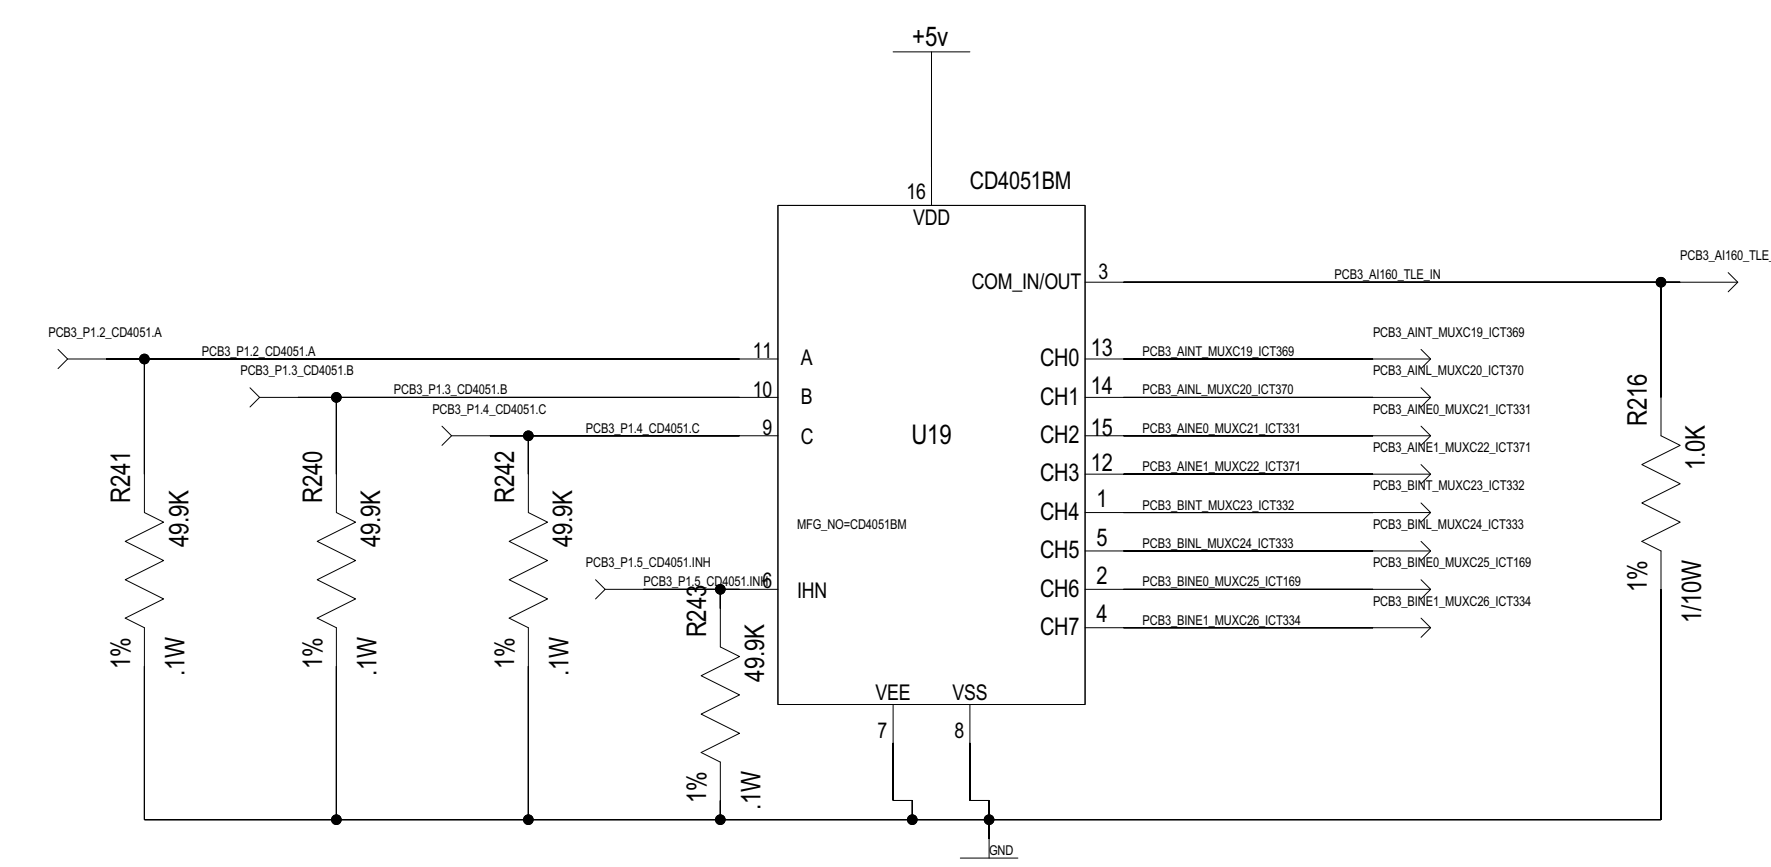 +5v
CD4051BM
16
VDD
COM_IN/OUT
3
PCB3_AI160_TLE_IN
PCB3_AI160_TLE_
PCB3_P1.2_CD4051.A
PCB3_P1.2_CD4051.A
11
A
CH0
13
PCB3_AINT_MUXC19_ICT369
PCB3_AINT_MUXC19_ICT369
PCB3_P1.3_CD4051.B
PCB3_P1.3_CD4051.B
10
B
CH1
14
PCB3_AINL_MUXC20_ICT370
PCB3_AINL_MUXC20_ICT370
PCB3_P1.4_CD4051.C
PCB3_P1.4_CD4051.C
9
C
U19
CH2
15
PCB3_AINE0_MUXC21_ICT331
PCB3_AINE0_MUXC21_ICT331
CH3
12
PCB3_AINE1_MUXC22_ICT371
PCB3_AINE1_MUXC22_ICT371
MFG_NO=CD4051BM
CH4
1
PCB3_BINT_MUXC23_ICT332
PCB3_BINT_MUXC23_ICT332
CH5
5
PCB3_BINL_MUXC24_ICT333
PCB3_BINL_MUXC24_ICT333
PCB3_P1.5_CD4051.INH
PCB3_P1.5_CD4051.INH
6
IHN
CH6
2
PCB3_BINE0_MUXC25_ICT169
PCB3_BINE0_MUXC25_ICT169
CH7
4
PCB3_BINE1_MUXC26_ICT334
PCB3_BINE1_MUXC26_ICT334
R241
49.9K
1%
.1W
R240
49.9K
1%
.1W
R242
49.9K
1%
.1W
R243
49.9K
1%
.1W
R216
1.0K
1%
1/10W
VEE
VSS
7
8
GND